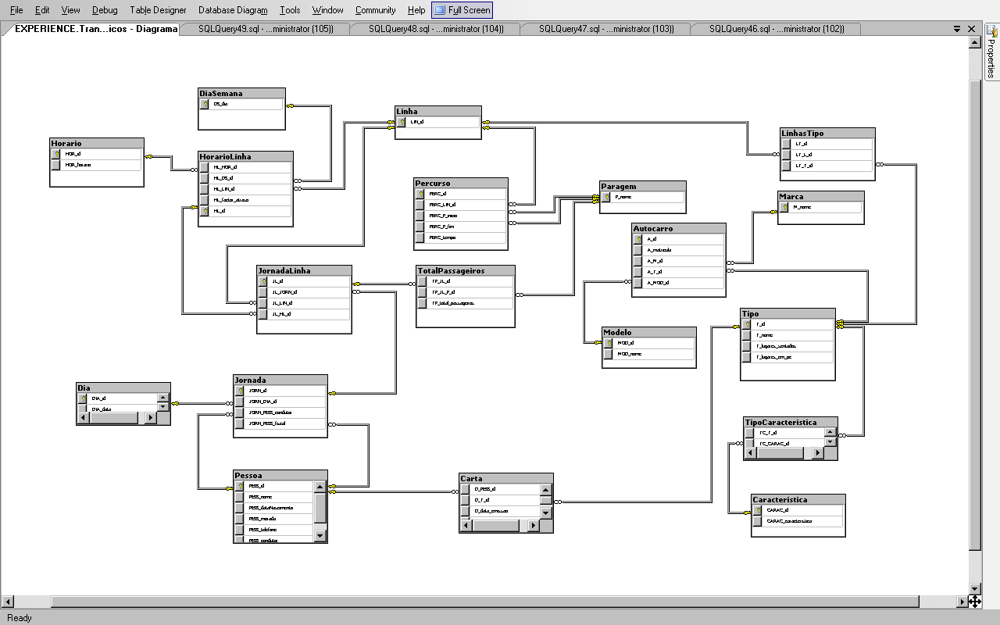 File Edit View Debug Table Designer Database Diagram Tools Window Community Help Full Screen
EXPERIENCE.Tran...icos - Diagrama
SQLQuery49.sql - ...ministrator (105))
SQLQuery48.sql - ...ministrator (104))
SQLQuery47.sql - ...ministrator (103))
SQLQuery46.sql - ...ministrator (102))
Properties
DiaSemana
DS_dia
Linha
LIN_id
LinhasTipo
LT_id
LT_L_id
LT_T_id
Horario
HOR_id
HOR_horario
HorarioLinha
HL_HOR_id
HL_DS_id
HL_LIN_id
HL_factor_atraso
HL_id
Percurso
PERC_id
PERC_LIN_id
PERC_P_inicio
PERC_P_fim
PERC_tempo
Paragem
P_nome
Marca
M_nome
Autocarro
A_id
A_matricula
A_M_id
A_T_id
A_MOD_id
JornadaLinha
JL_id
JL_JORN_id
JL_LIN_id
JL_HL_id
TotalPassageiros
TP_JL_id
TP_JL_P_id
TP_total_passageiros
Modelo
MOD_id
MOD_nome
Tipo
T_id
T_nome
T_lugares_sentados
T_lugares_em_pe
Dia
DIA_id
DIA_data
Jornada
JORN_id
JORN_DIA_id
JORN_PESS_condutor
JORN_PESS_fiscal
TipoCaracteristica
TC_T_id
TC_CARAC_id
Pessoa
PESS_id
PESS_nome
PESS_dataNascimento
PESS_morada
PESS_telefone
PESS_condutor
Carta
D_PESS_id
D_T_id
D_data_emissao
Caracteristica
CARAC_id
CARAC_caracteristica
Ready